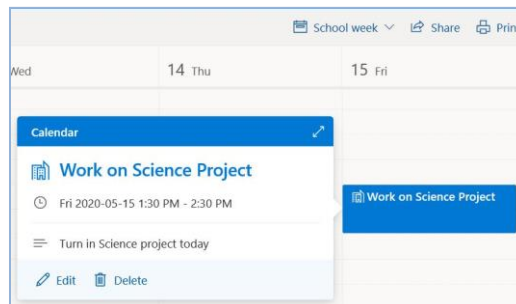 School week Share Prin
Wed 14 Thu 15 Fri
Calendar
Work on Science Project
Fri 2020-05-15 1:30 PM - 2:30 PM
Turn in Science project today
Edit Delete
Work on Science Project